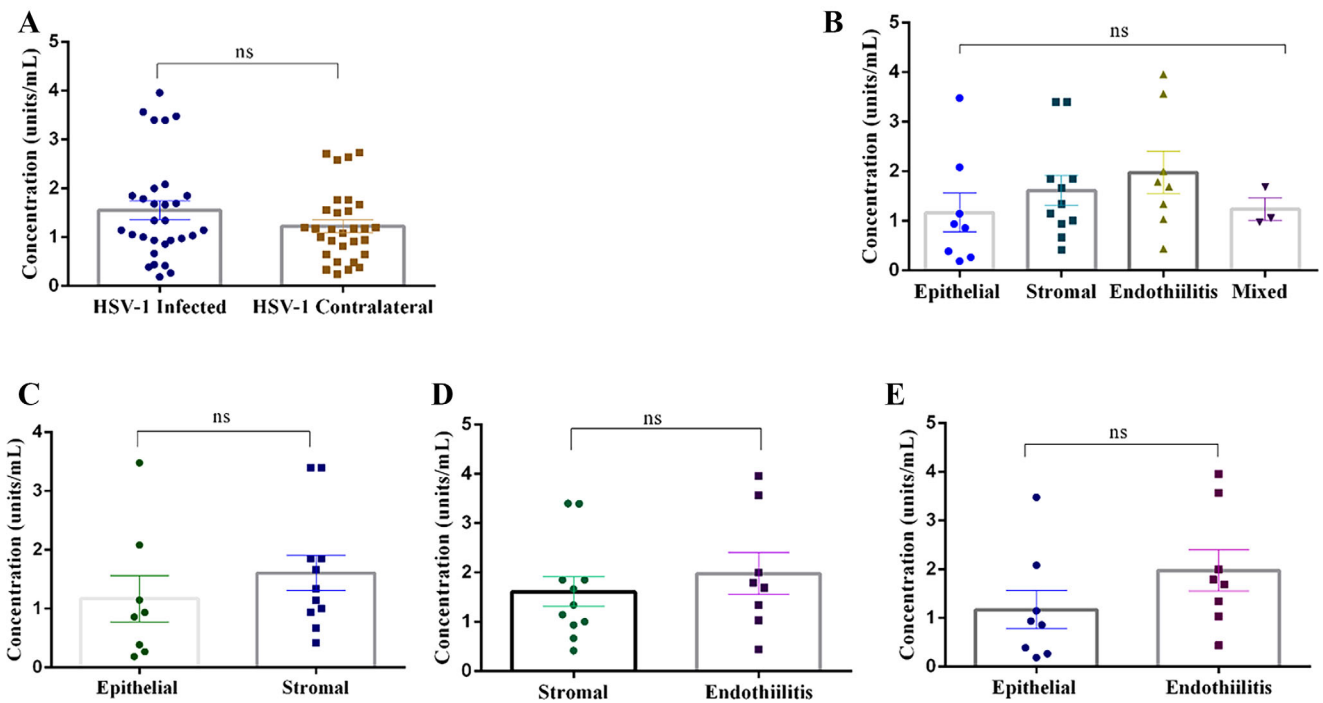 A
Concentration (units/mL)
5
4
3
2
1
0
ns
HSV-1 Infected
HSV-1 Contralateral
B
Concentration (units/mL)
5
4
3
2
1
0
ns
Epithelial
Stromal
Endothiilitis
Mixed
C
Concentration (units/mL)
4
3
2
1
0
ns
Epithelial
Stromal
D
Concentration (units/mL)
5
4
3
2
1
0
ns
Stromal
Endothiilitis
E
Concentration (units/mL)
5
4
3
2
1
0
ns
Epithelial
Endothiilitis